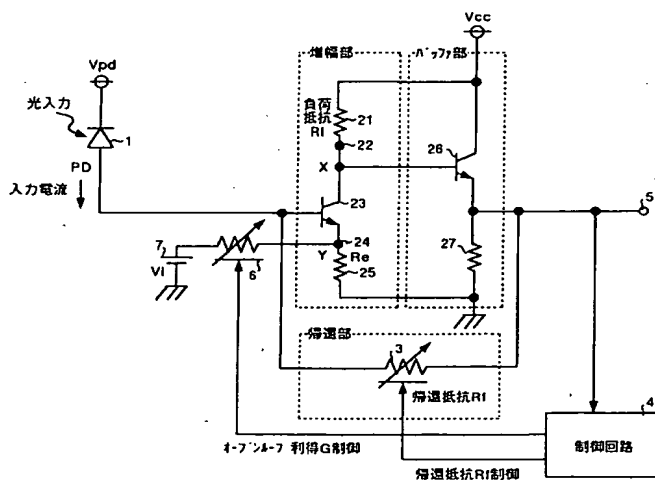 Vcc
Vpd
増幅部
バッファ部
光入力
負荷
抵抗
Rl
21
22
1
PD
入力電流
X
26
23
5
7
Vl
6
Y
24
Re
25
27
帰還部
3
帰還抵抗Rf
4
制御回路
オープンループ 利得G制御
帰還抵抗Rf制御